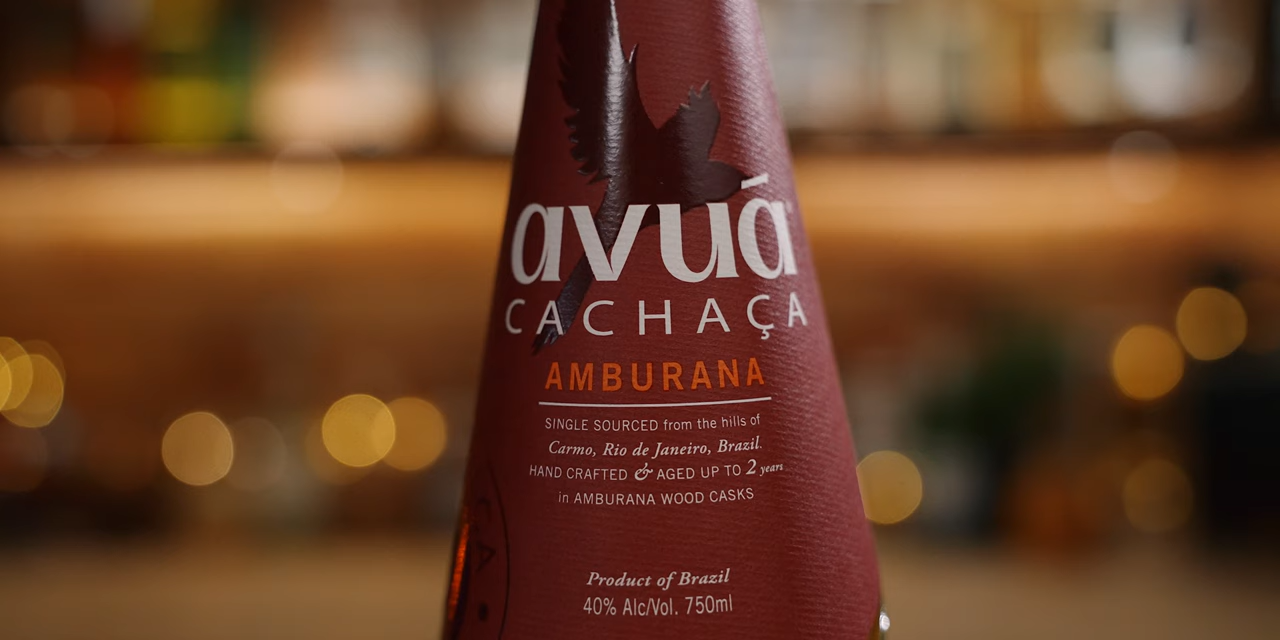 avuá
CACHAÇA
AMBURANA
SINGLE SOURCED from the hills of
Carmo, Rio de Janeiro, Brazil.
HAND CRAFTED & AGED UP TO 2 years
in AMBURANA WOOD CASKS
Product of Brazil
40% Alc/Vol. 750ml